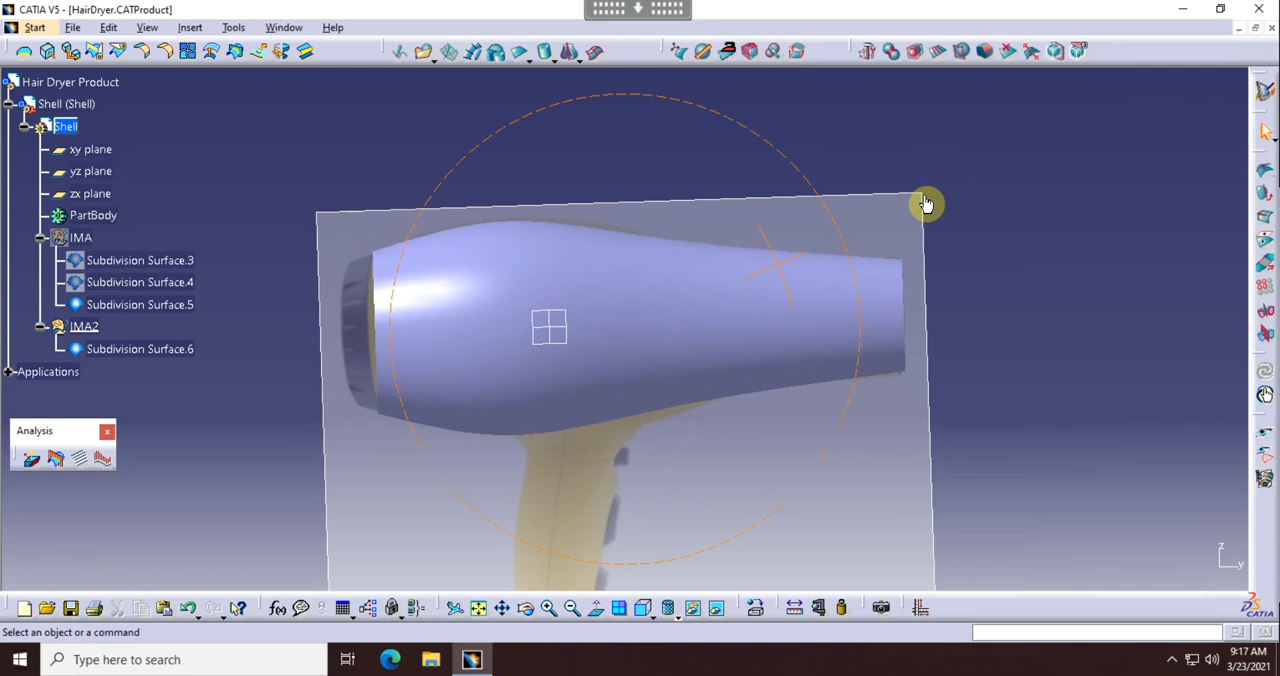 CATIA V5 - [HairDryer.CATProduct]
Start File Edit View Insert Tools Window Help
Hair Dryer Product
Shell (Shell)
Shell
xy plane
yz plane
zx plane
PartBody
IMA
Subdivision Surface.3
Subdivision Surface.4
Subdivision Surface.5
IMA2
Subdivision Surface.6
Applications
Analysis
z
y
f(x)
CATIA
Select an object or a command
Type here to search
9:17 AM
3/23/2021